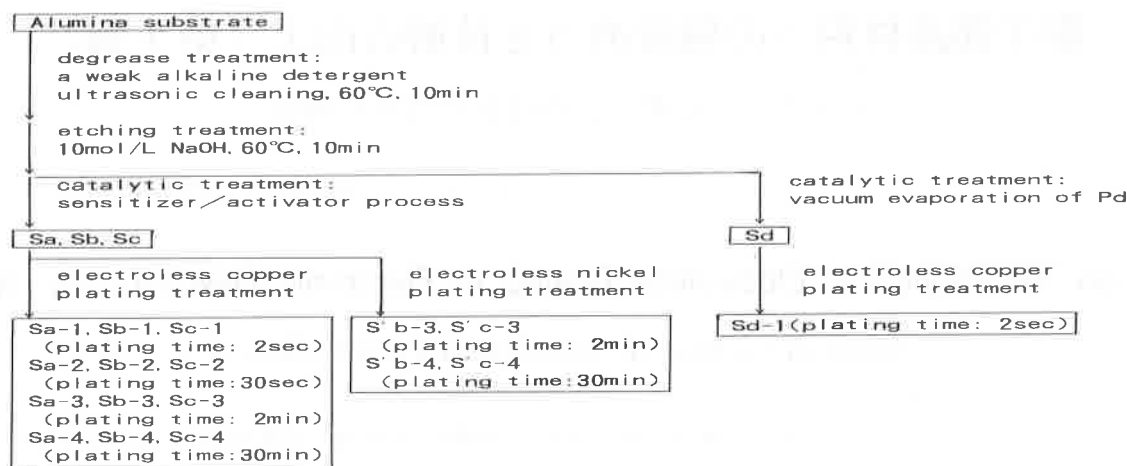 Alumina substrate
degrease treatment:
a weak alkaline detergent
ultrasonic cleaning, 60℃, 10min
etching treatment:
10mol/L NaOH, 60℃, 10min
catalytic treatment:
sensitizer／activator process
catalytic treatment:
vacuum evaporation of Pd
Sa, Sb, Sc
Sd
electroless copper
plating treatment
electroless nickel
plating treatment
electroless copper
plating treatment
Sa-1, Sb-1, Sc-1
(plating time: 2sec)
Sa-2, Sb-2, Sc-2
(plating time:30sec)
Sa-3, Sb-3, Sc-3
(plating time: 2min)
Sa-4, Sb-4, Sc-4
(plating time:30min)
S'b-3, S'c-3
(plating time: 2min)
S'b-4, S'c-4
(plating time:30min)
Sd-1(plating time: 2sec)